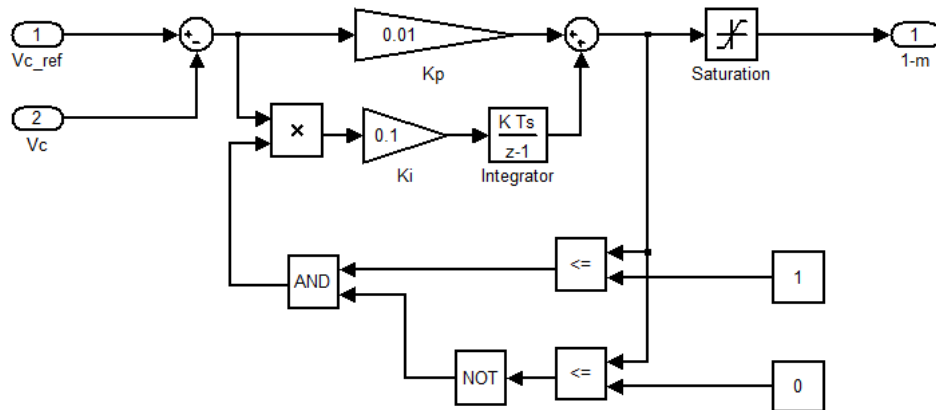 1
Vc_ref
2
Vc
+
-
0.01
Kp
+
+
Saturation
1
1-m
×
0.1
Ki
K Ts
z-1
Integrator
AND
<=
1
NOT
<=
0